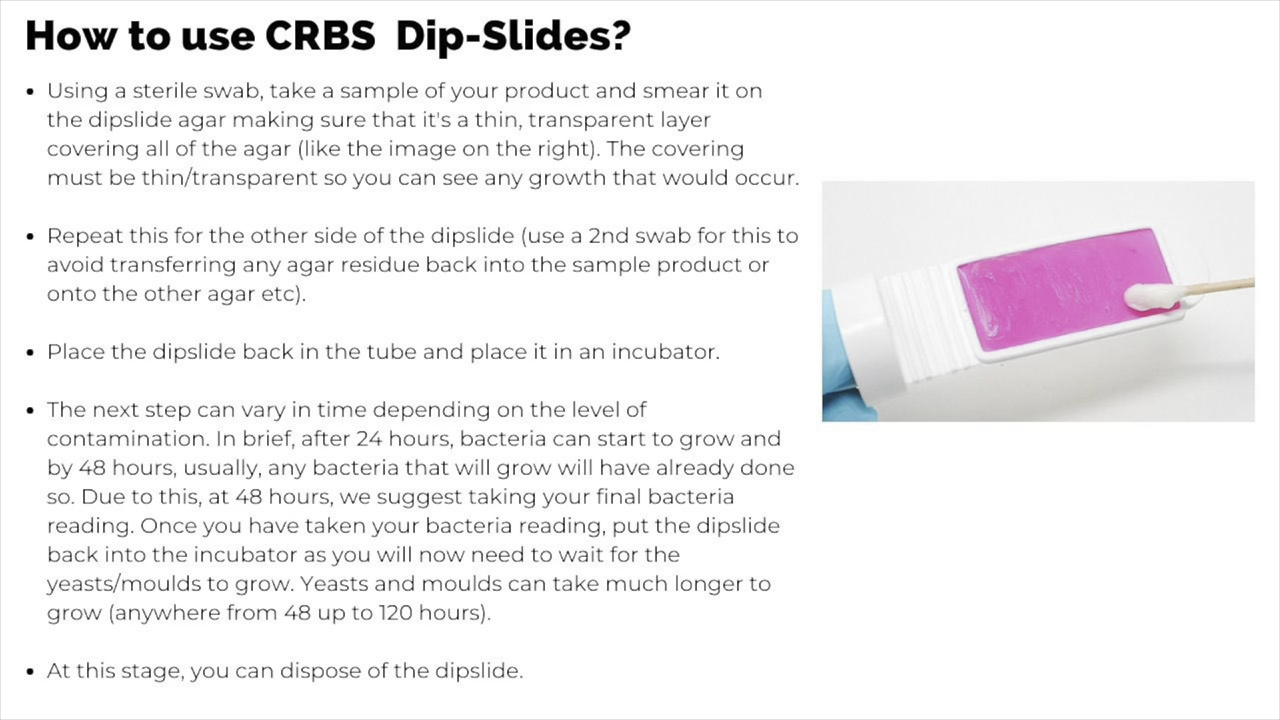 How to use CRBS Dip-Slides?
• Using a sterile swab, take a sample of your product and smear it on
the dipslide agar making sure that it's a thin, transparent layer
covering all of the agar (like the image on the right). The covering
must be thin/transparent so you can see any growth that would occur.
• Repeat this for the other side of the dipslide (use a 2nd swab for this to
avoid transferring any agar residue back into the sample product or
onto the other agar etc).
• Place the dipslide back in the tube and place it in an incubator.
• The next step can vary in time depending on the level of
contamination. In brief, after 24 hours, bacteria can start to grow and
by 48 hours, usually, any bacteria that will grow will have already done
so. Due to this, at 48 hours, we suggest taking your final bacteria
reading. Once you have taken your bacteria reading, put the dipslide
back into the incubator as you will now need to wait for the
yeasts/moulds to grow. Yeasts and moulds can take much longer to
grow (anywhere from 48 up to 120 hours).
• At this stage, you can dispose of the dipslide.